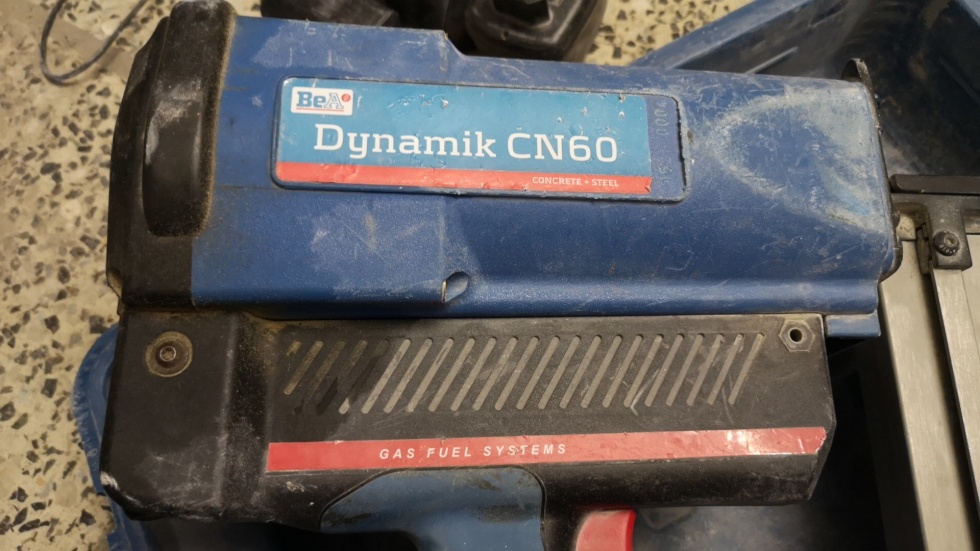 BeA
Dynamik CN60
CONCRETE + STEEL
GAS FUEL SYSTEMS